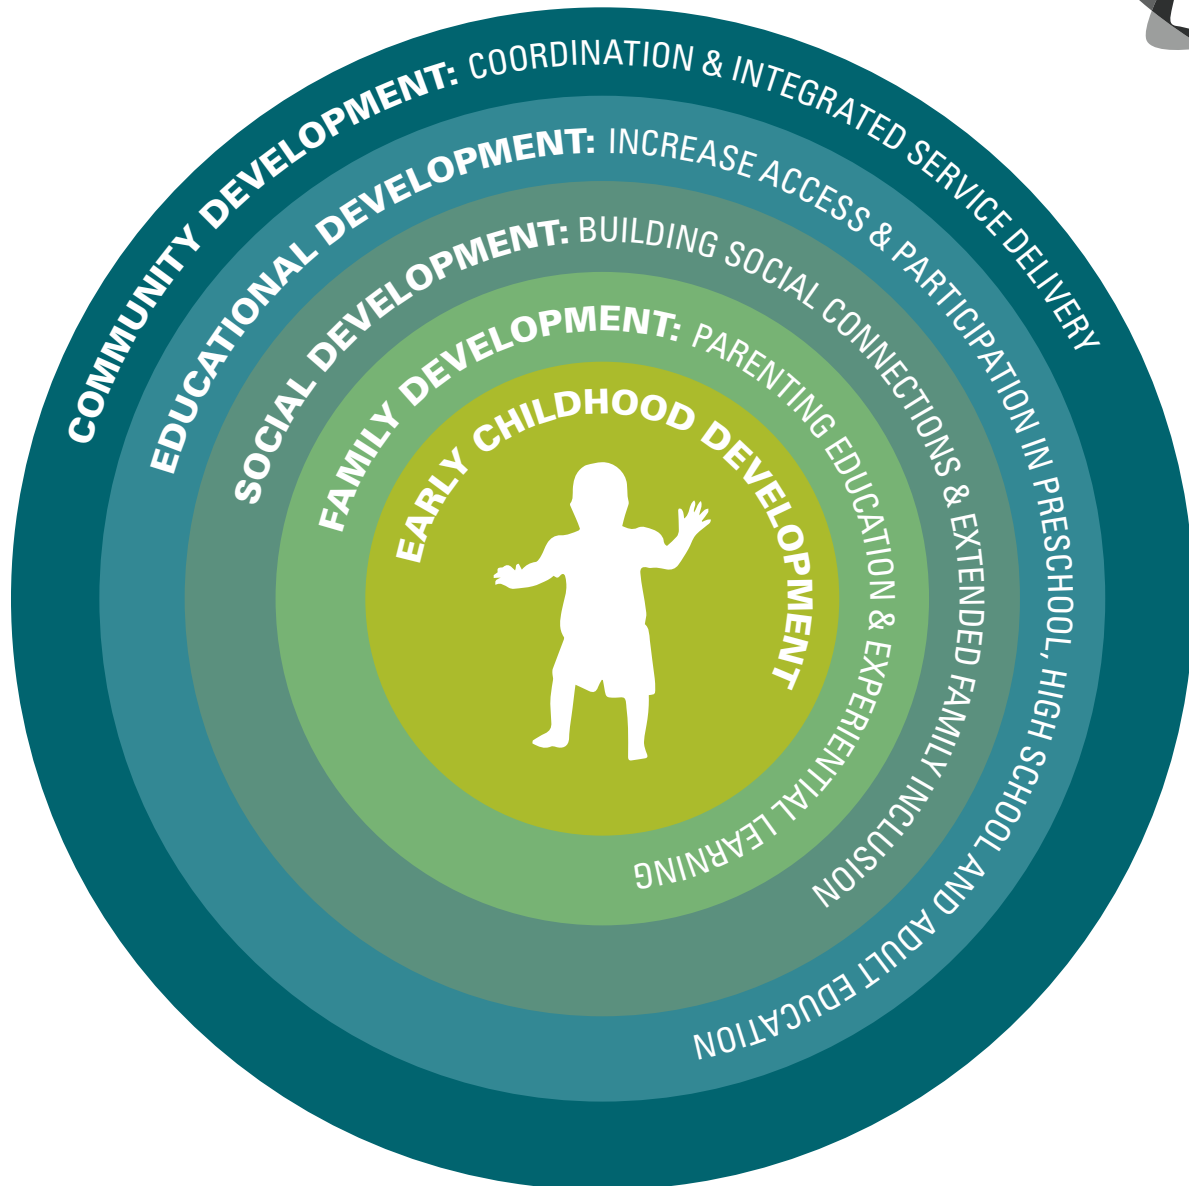 COMMUNITY DEVELOPMENT: COORDINATION & INTEGRATED SERVICE DELIVERY
EDUCATIONAL DEVELOPMENT: INCREASE ACCESS & PARTICIPATION IN PRESCHOOL, HIGH SCHOOL AND ADULT EDUCATION
SOCIAL DEVELOPMENT: BUILDING SOCIAL CONNECTIONS & EXTENDED FAMILY INCLUSION
FAMILY DEVELOPMENT: PARENTING EDUCATION & EXPERIENTIAL LEARNING
EARLY CHILDHOOD DEVELOPMENT